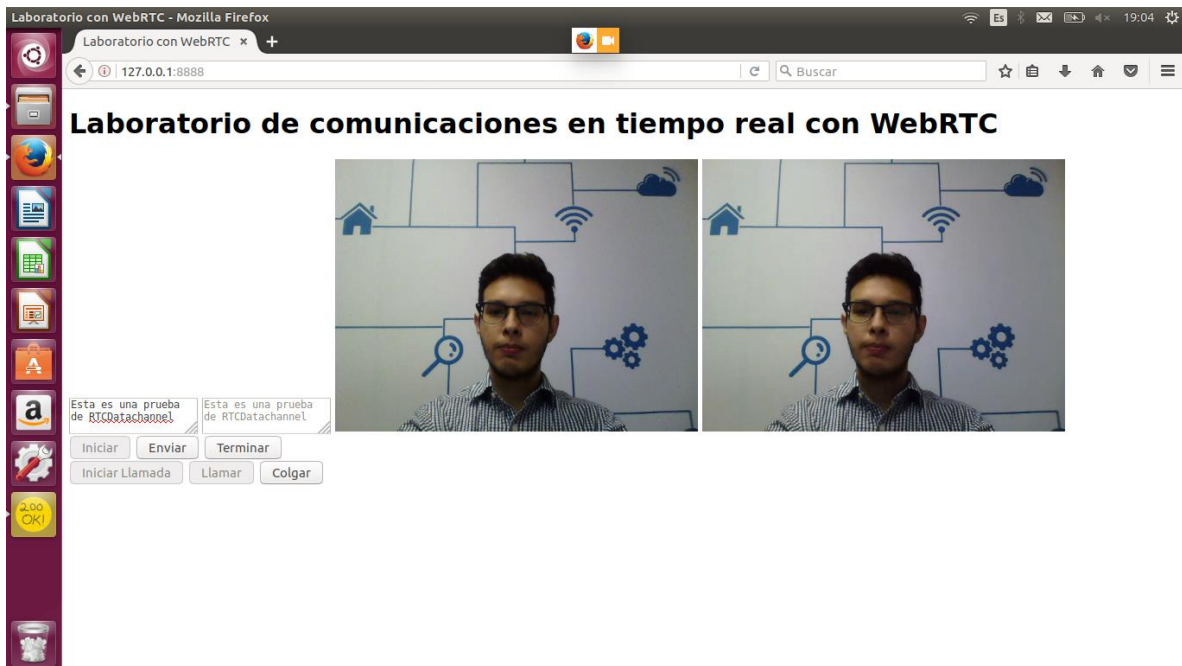 Laboratorio con WebRTC - Mozilla Firefox
Es
19:04
Laboratorio con WebRTC × +
127.0.0.1:8888
Buscar
Laboratorio de comunicaciones en tiempo real con WebRTC
Esta es una prueba
de RTCDatachannel
Esta es una prueba
de RTCDatachannel
Iniciar Enviar Terminar
Iniciar Llamada Llamar Colgar
A
a
200
OK!